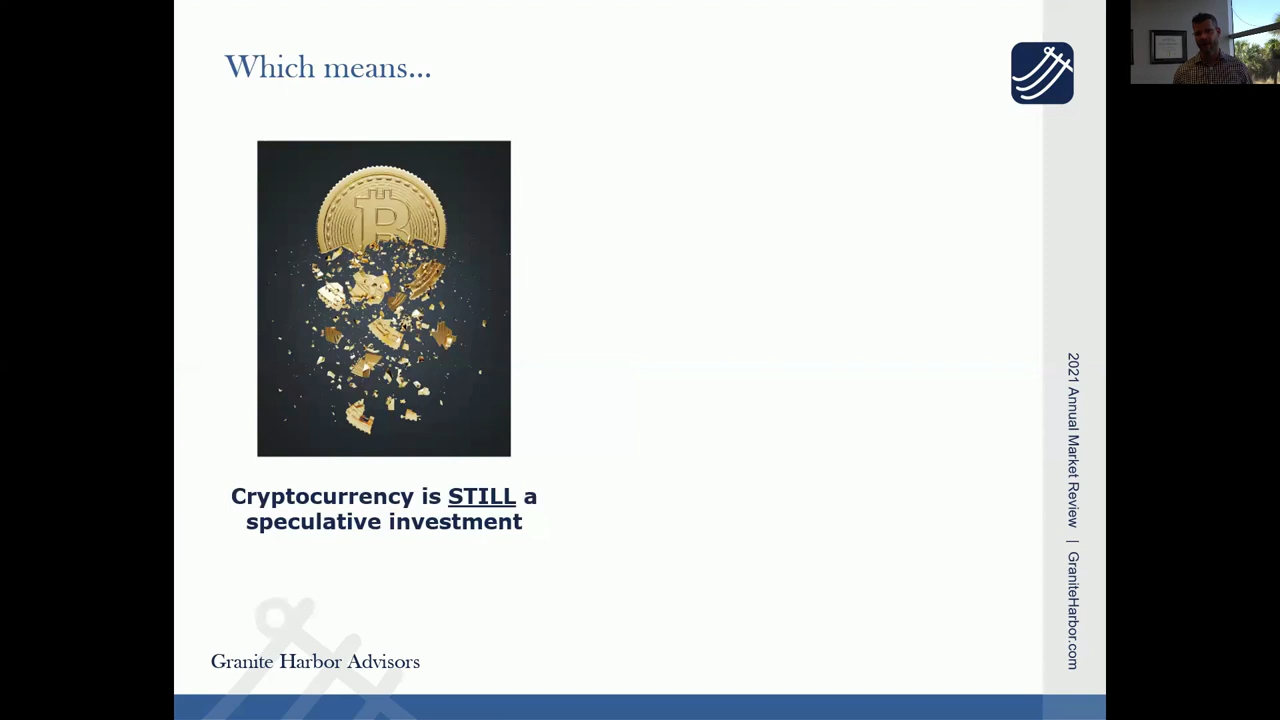 Which means...
B
Cryptocurrency is STILL a
speculative investment
Granite Harbor Advisors
2021 Annual Market Review | GraniteHarbor.com